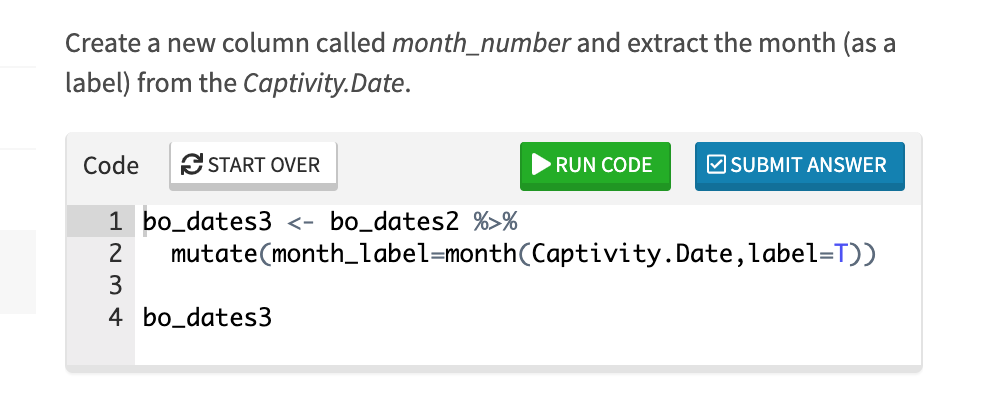 Create a new column called month_number and extract the month (as a
label) from the Captivity.Date.
Code START OVER RUN CODE SUBMIT ANSWER
1 bo_dates3 <- bo_dates2 %>%
2   mutate(month_label=month(Captivity.Date,label=T))
3
4 bo_dates3